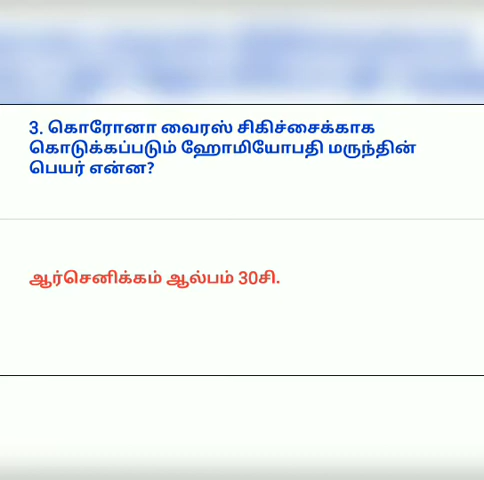 3. கொரோனா வைரஸ் சிகிச்சைக்காக
கொடுக்கப்படும் ஹோமியோபதி மருந்தின்
பெயர் என்ன?
ஆர்செனிக்கம் ஆல்பம் 30சி.